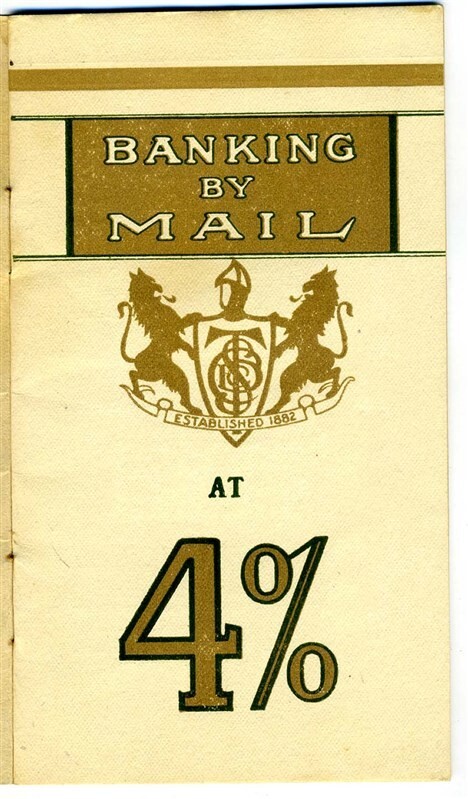 BANKING
BY
MAIL
ESTABLISHED 1882
AT
4%